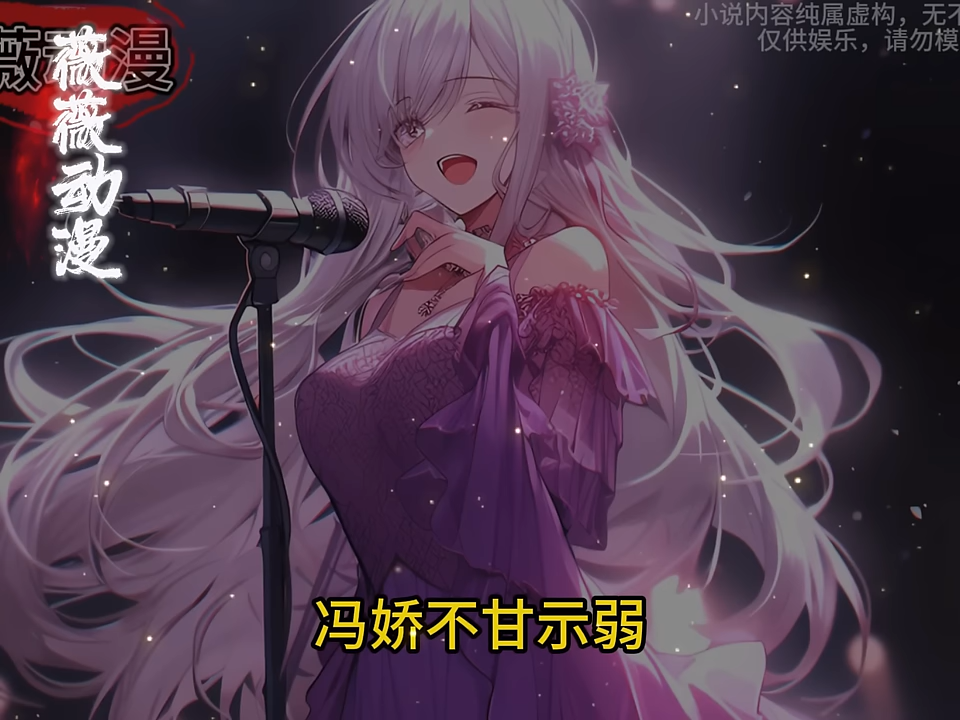 小说内容纯属虚构，无不
仅供娱乐，请勿模
薇动漫
薇薇动漫
冯娇不甘示弱